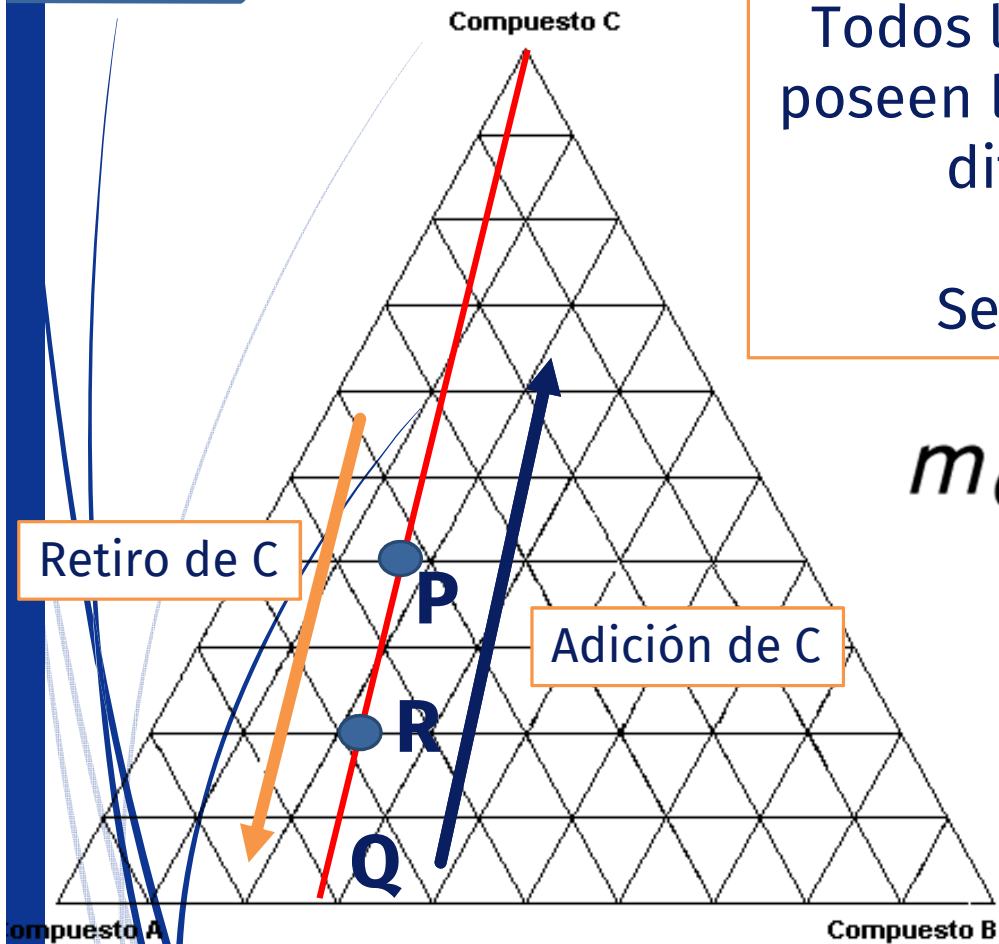 Compuesto C
Todos l
poseen l
di
Se
m
Retiro de C
P
Adición de C
R
Q
ompuesto A
Compuesto B